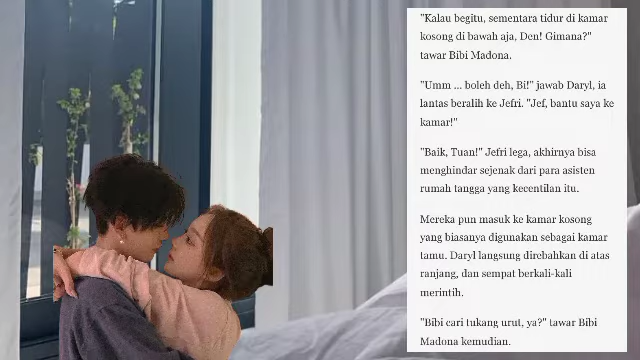 "Kalau begitu, sementara tidur di kamar
kosong di bawah aja, Den! Gimana?"
tawar Bibi Madona.
"Umm ... boleh deh, Bi!" jawab Daryl, ia
lantas beralih ke Jefri. "Jef, bantu saya ke
kamar!"
"Baik, Tuan!" Jefri lega, akhirnya bisa
menghindar sejenak dari para asisten
rumah tangga yang kecentilan itu.
Mereka pun masuk ke kamar kosong
yang biasanya digunakan sebagai kamar
tamu. Daryl langsung direbahkan di atas
ranjang, dan sempat berkali-kali
merintih.
"Bibi cari tukang urut, ya?" tawar Bibi
Madona kemudian.